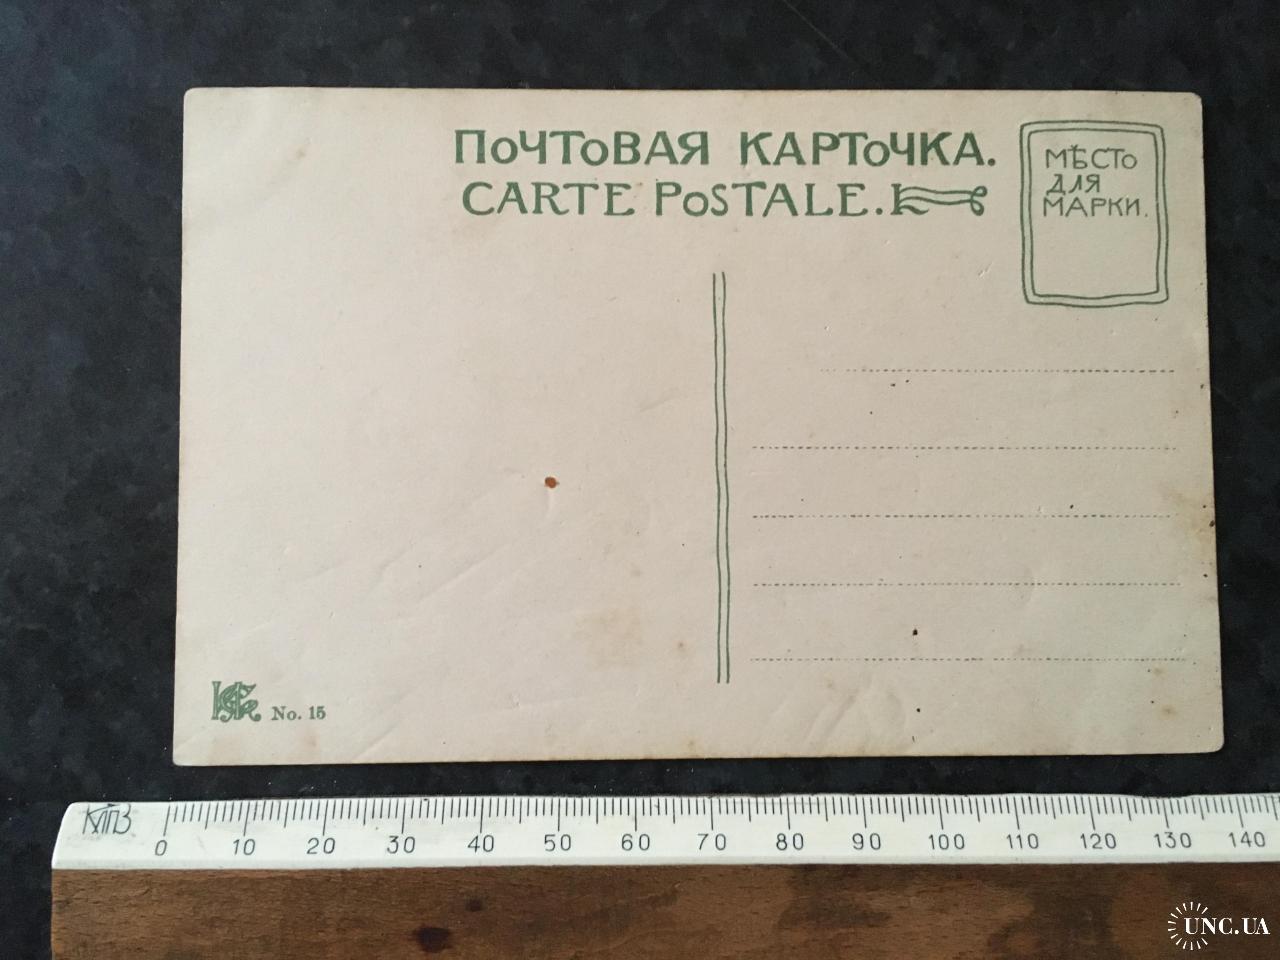 ПОЧТОВАЯ КАРТОЧКА.
CARTE POSTALE.
МѢСТО
ДЛЯ
МАРКИ.
No. 15
КПВ
0 10 20 30 40 50 60 70 80 90 100 110 120 130 140
UNC.UA